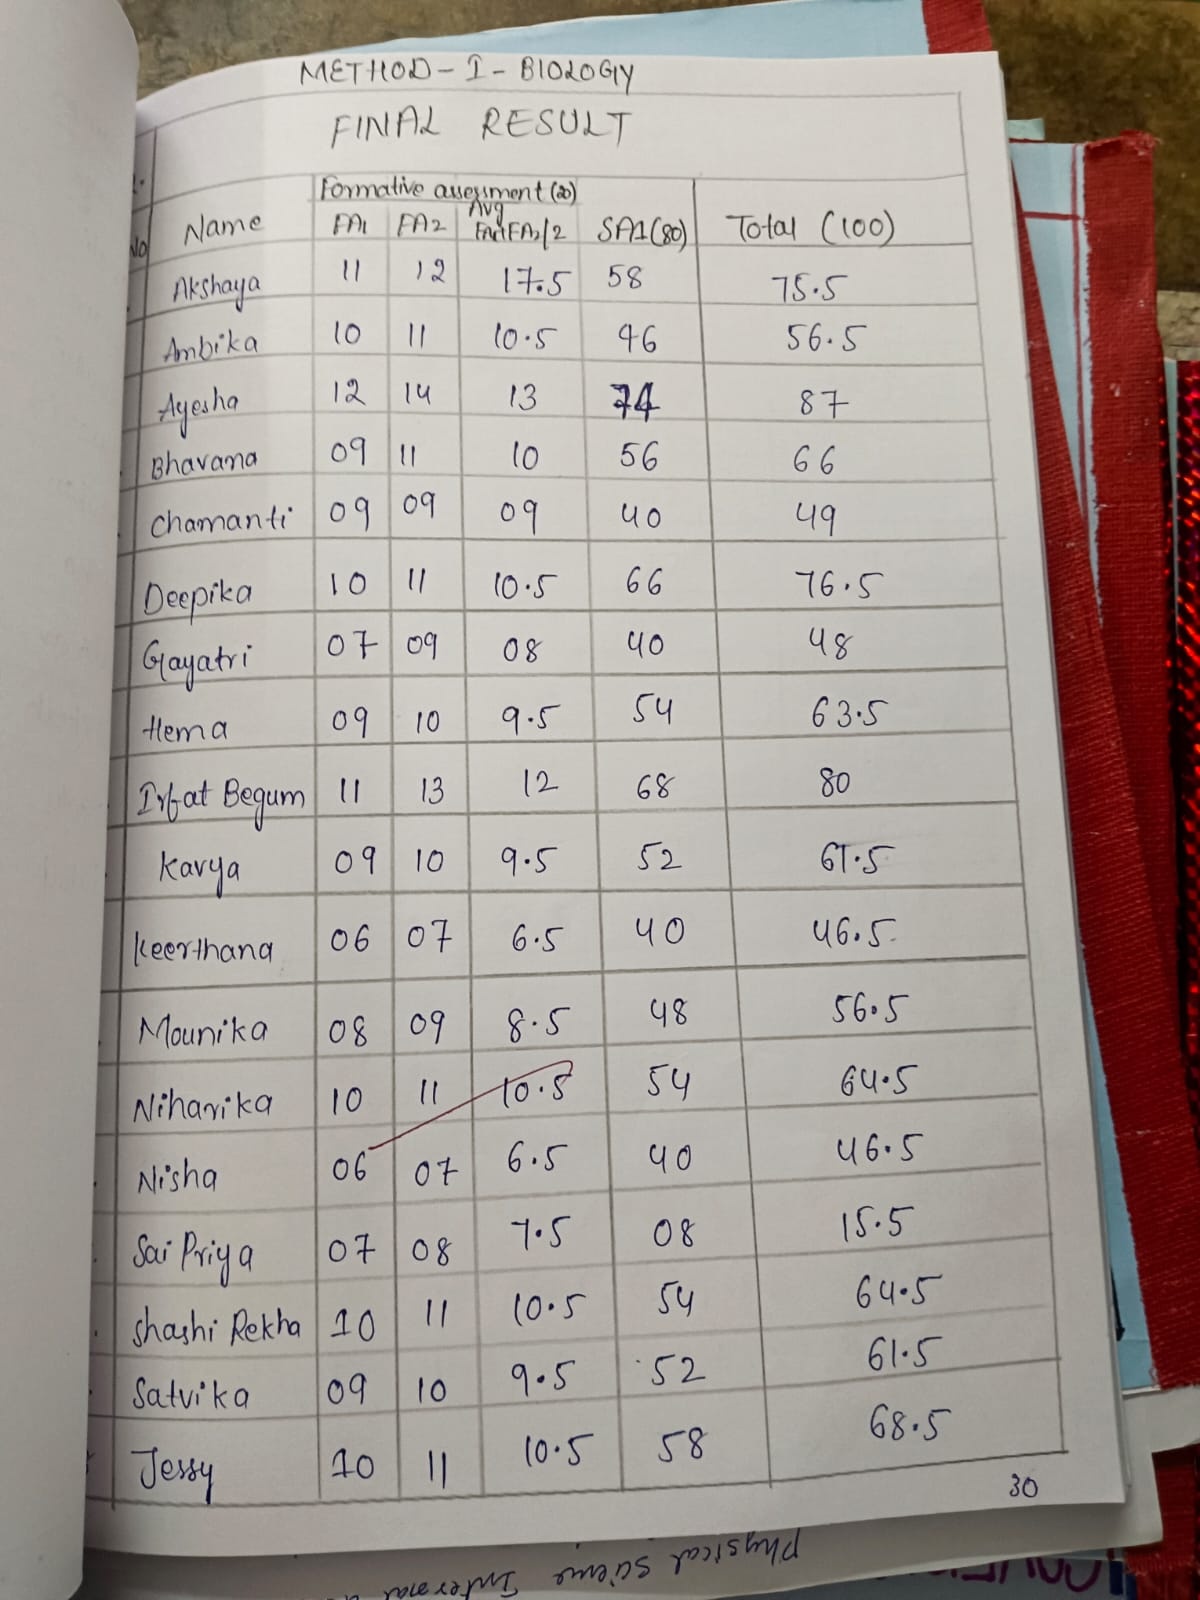 METHOD - I - BIOLOGY
FINAL RESULT
Formative assessment (20)
No Name FA1 FA2 Avg FA1+FA2/2 SA1(80) Total (100)
Akshaya 11 12 17.5 58 75.5
Ambika 10 11 10.5 46 56.5
Ayesha 12 14 13 74 87
Bhavana 09 11 10 56 66
Chamanti 09 09 09 40 49
Deepika 10 11 10.5 66 76.5
Gayatri 07 09 08 40 48
Hema 09 10 9.5 54 63.5
Irfat Begum 11 13 12 68 80
Kavya 09 10 9.5 52 61.5
Keerthana 06 07 6.5 40 46.5
Mounika 08 09 8.5 48 56.5
Niharika 10 11 10.5 54 64.5
Nisha 06 07 6.5 40 46.5
Sai Priya 07 08 7.5 08 15.5
Shashi Rekha 10 11 10.5 54 64.5
Satvika 09 10 9.5 52 61.5
Jessy 10 11 10.5 58 68.5
30
Physical Science Internal